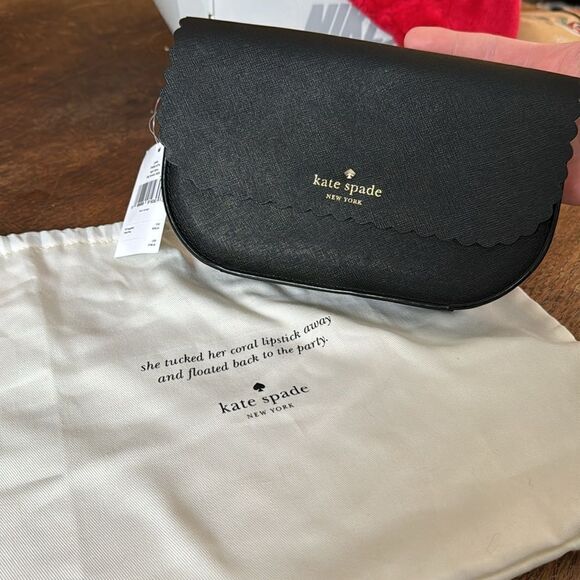 NIKE
kate spade
NEW YORK
she tucked her coral lipstick away
and floated back to the party.
kate spade
NEW YORK